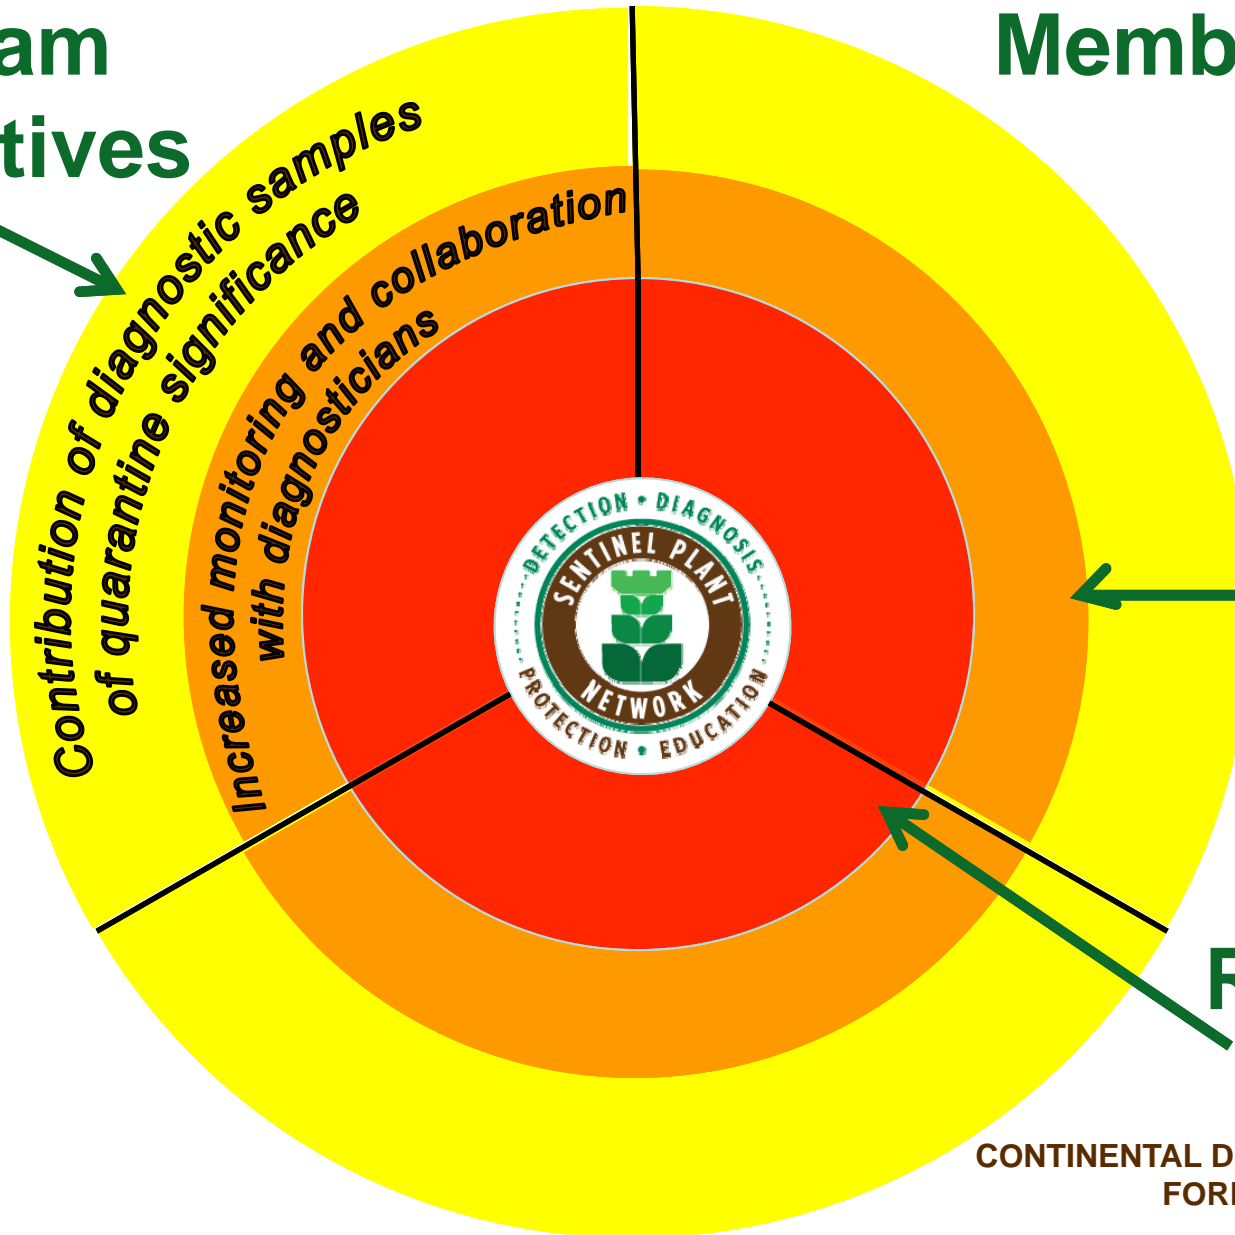 am
tives
Memb
Contribution of diagnostic samples
of quarantine significance
Increased monitoring and collaboration
with diagnosticians
DETECTION • DIAGNOSIS
SENTINEL PLANT
NETWORK
PROTECTION • EDUCATION
R
CONTINENTAL D
FOR